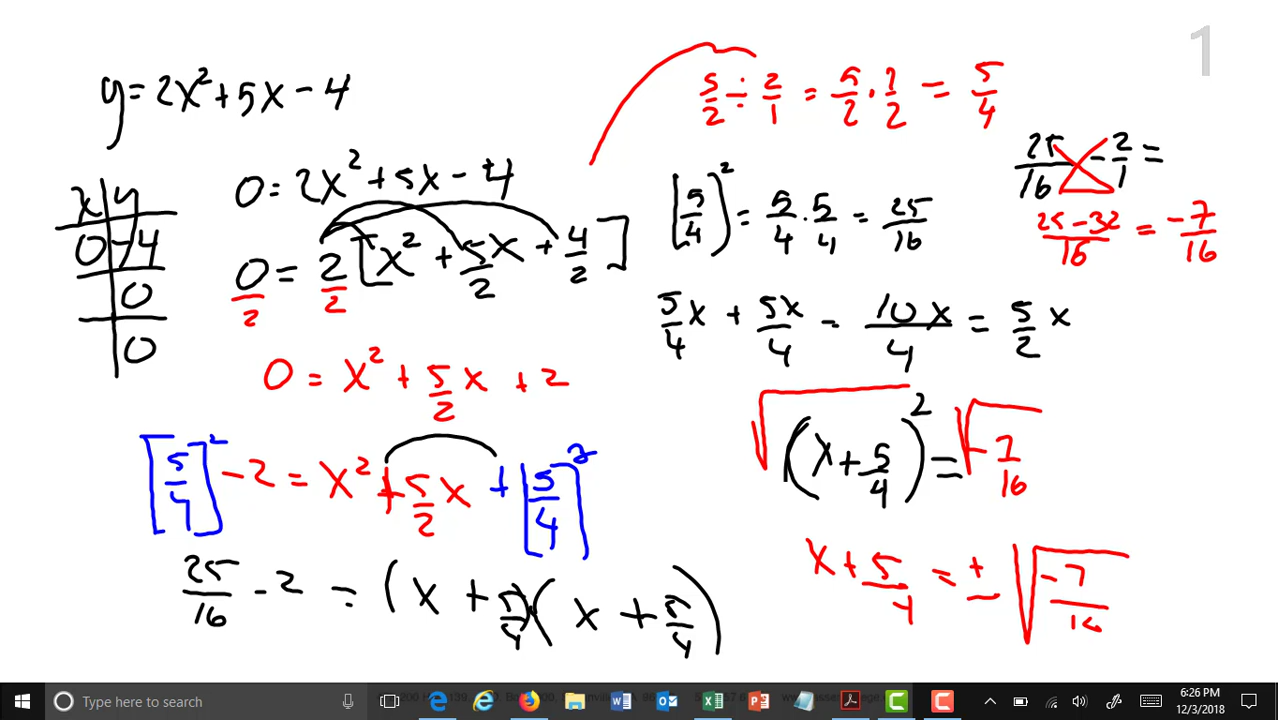 1
y = 2x² + 5x - 4
x | y
0 | -4
| 0
| 0
0 = 2x² + 5x - 4
0/2 = 2/2 [x² + 5/2 x + 4/2]
0 = x² + 5/2 x + 2
[5/4]² - 2 = x² + 5/2 x + [5/4]²
25/16 - 2 = (x + 5/4)(x + 5/4)
5/2 ÷ 2/1 = 5/2 · 1/2 = 5/4
[5/4]² = 5/4 · 5/4 = 25/16
25/16 - 2/1 =
25-32/16 = -7/16
5/4 x + 5x/4 = 10x/4 = 5/2 x
√(x + 5/4)² = √-7/16
x + 5/4 = ± √-7/16
Type here to search
6:26 PM
12/3/2018